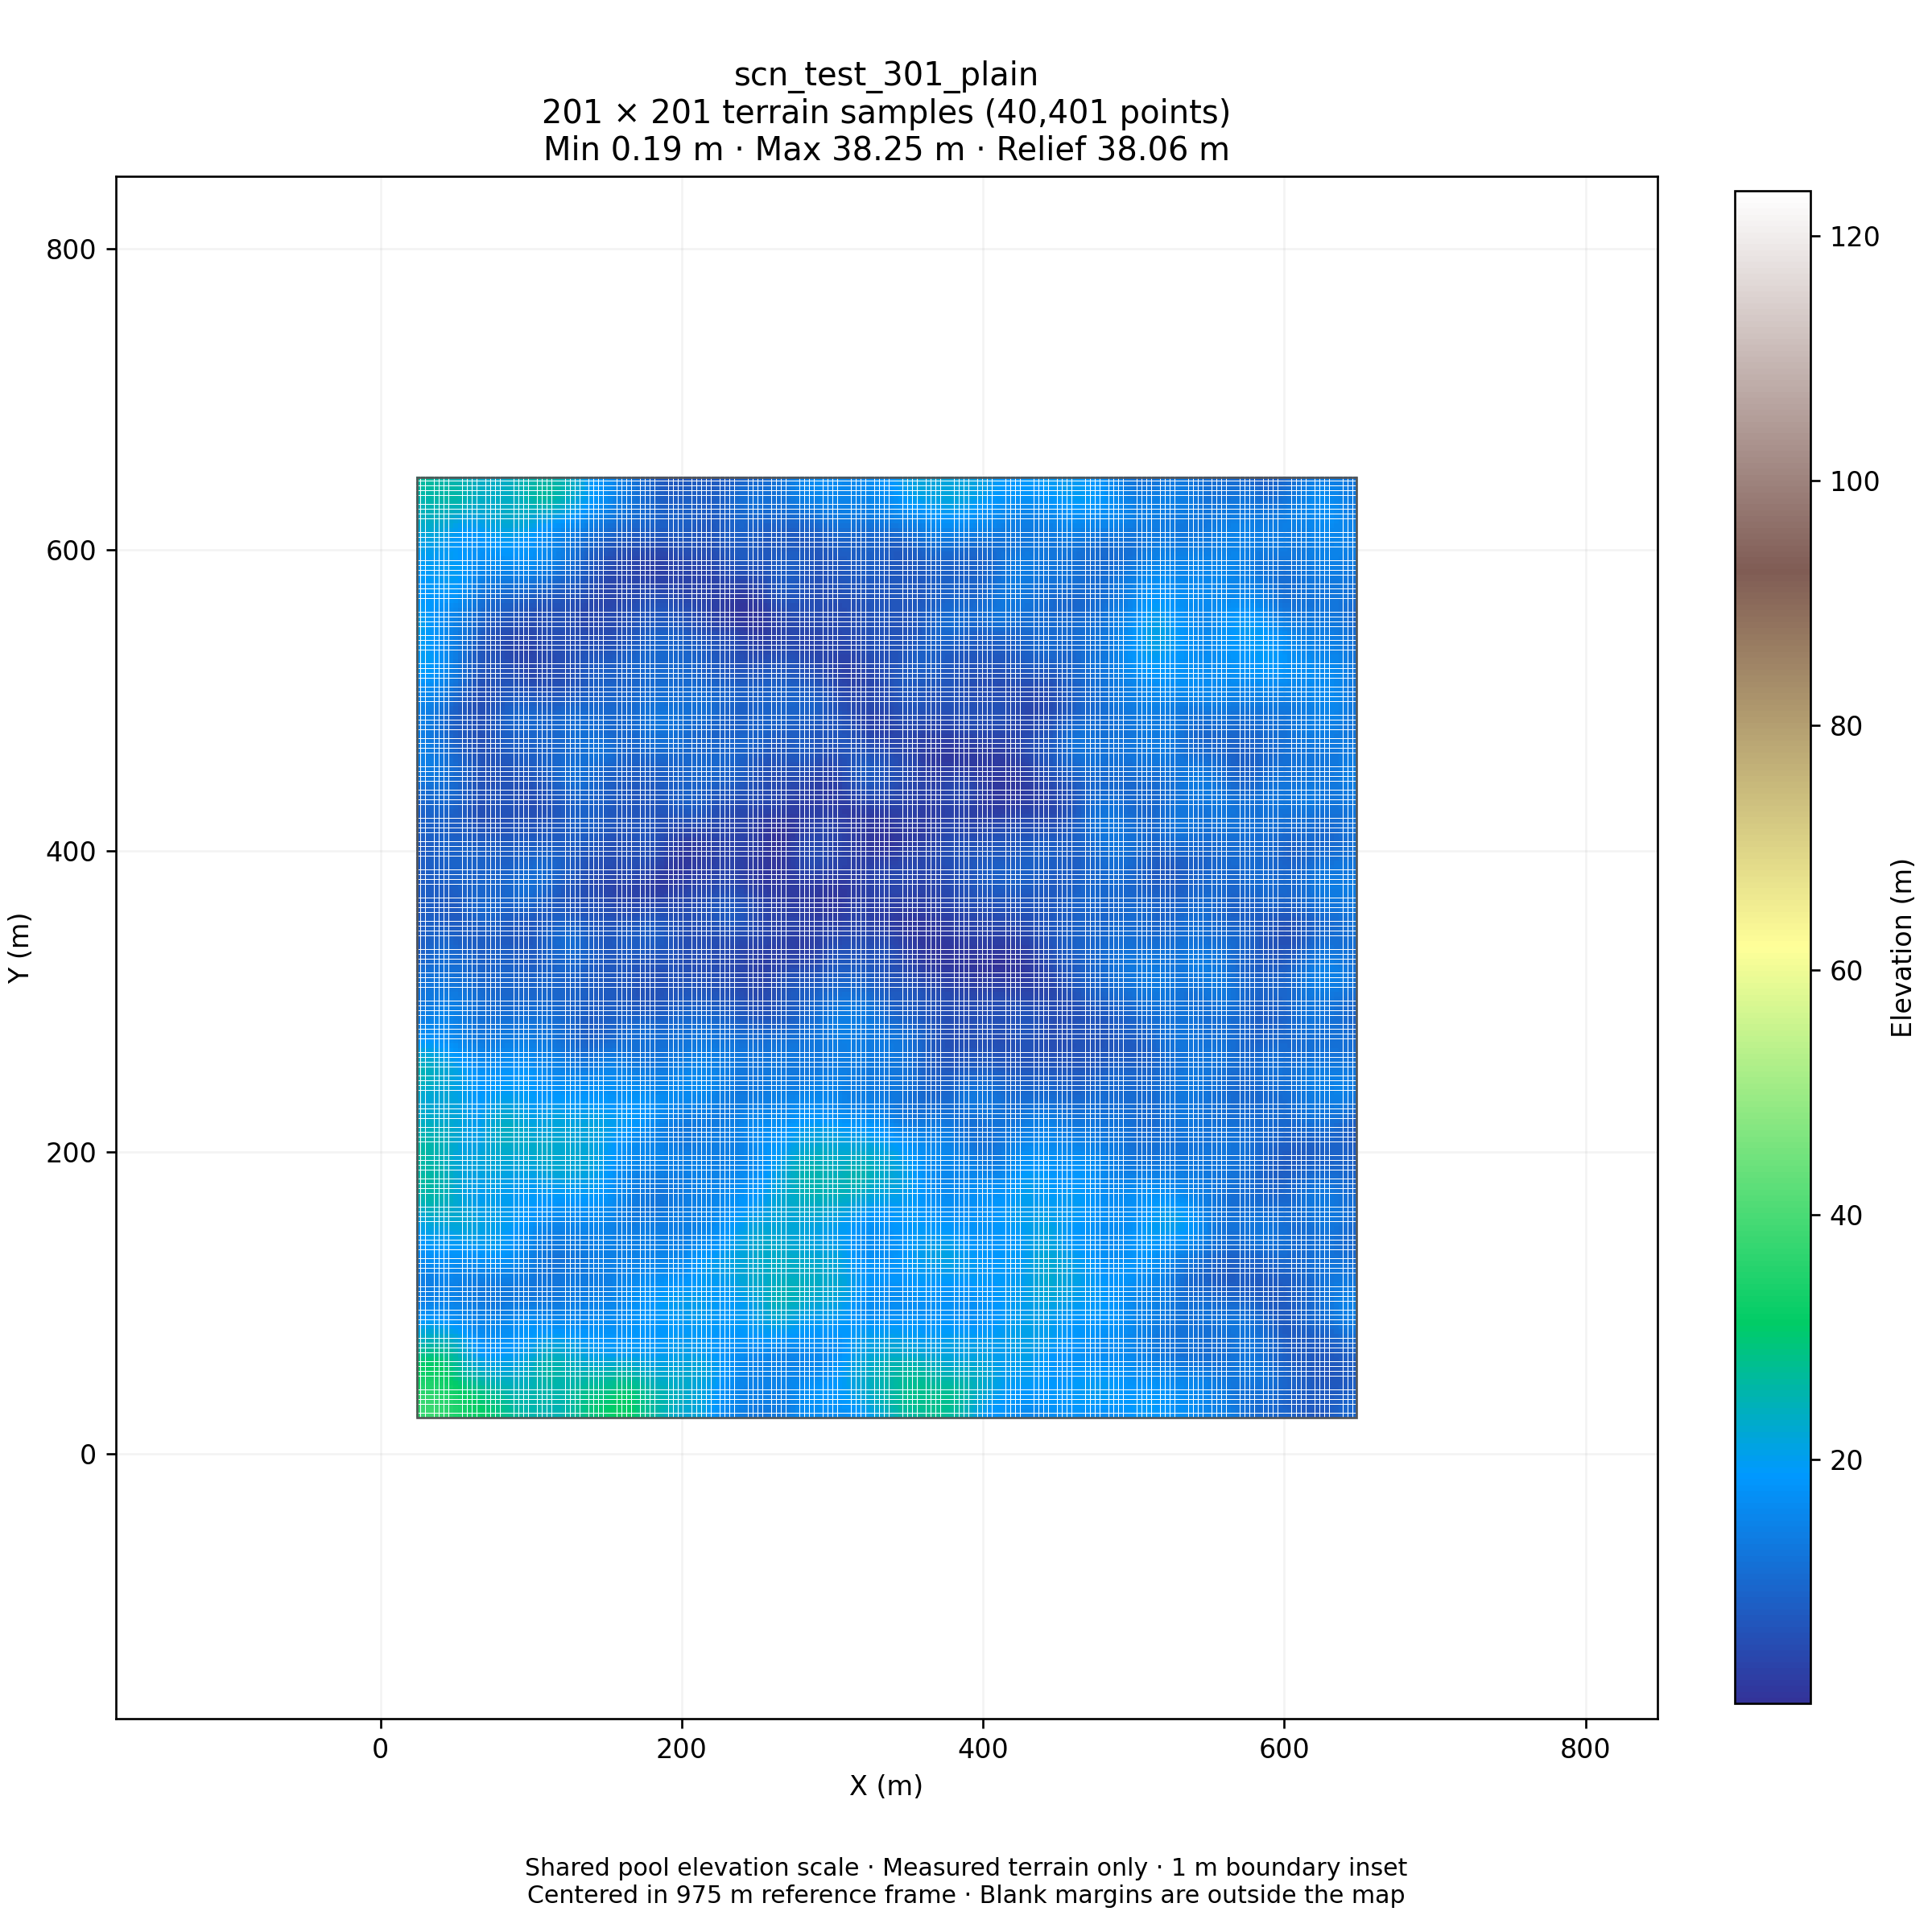 scn_test_301_plain
201 × 201 terrain samples (40,401 points)
Min 0.19 m · Max 38.25 m · Relief 38.06 m
800
600
400
200
0
Y (m)
0
200
400
600
800
X (m)
120
100
80
60
40
20
Elevation (m)
Shared pool elevation scale · Measured terrain only · 1 m boundary inset
Centered in 975 m reference frame · Blank margins are outside the map